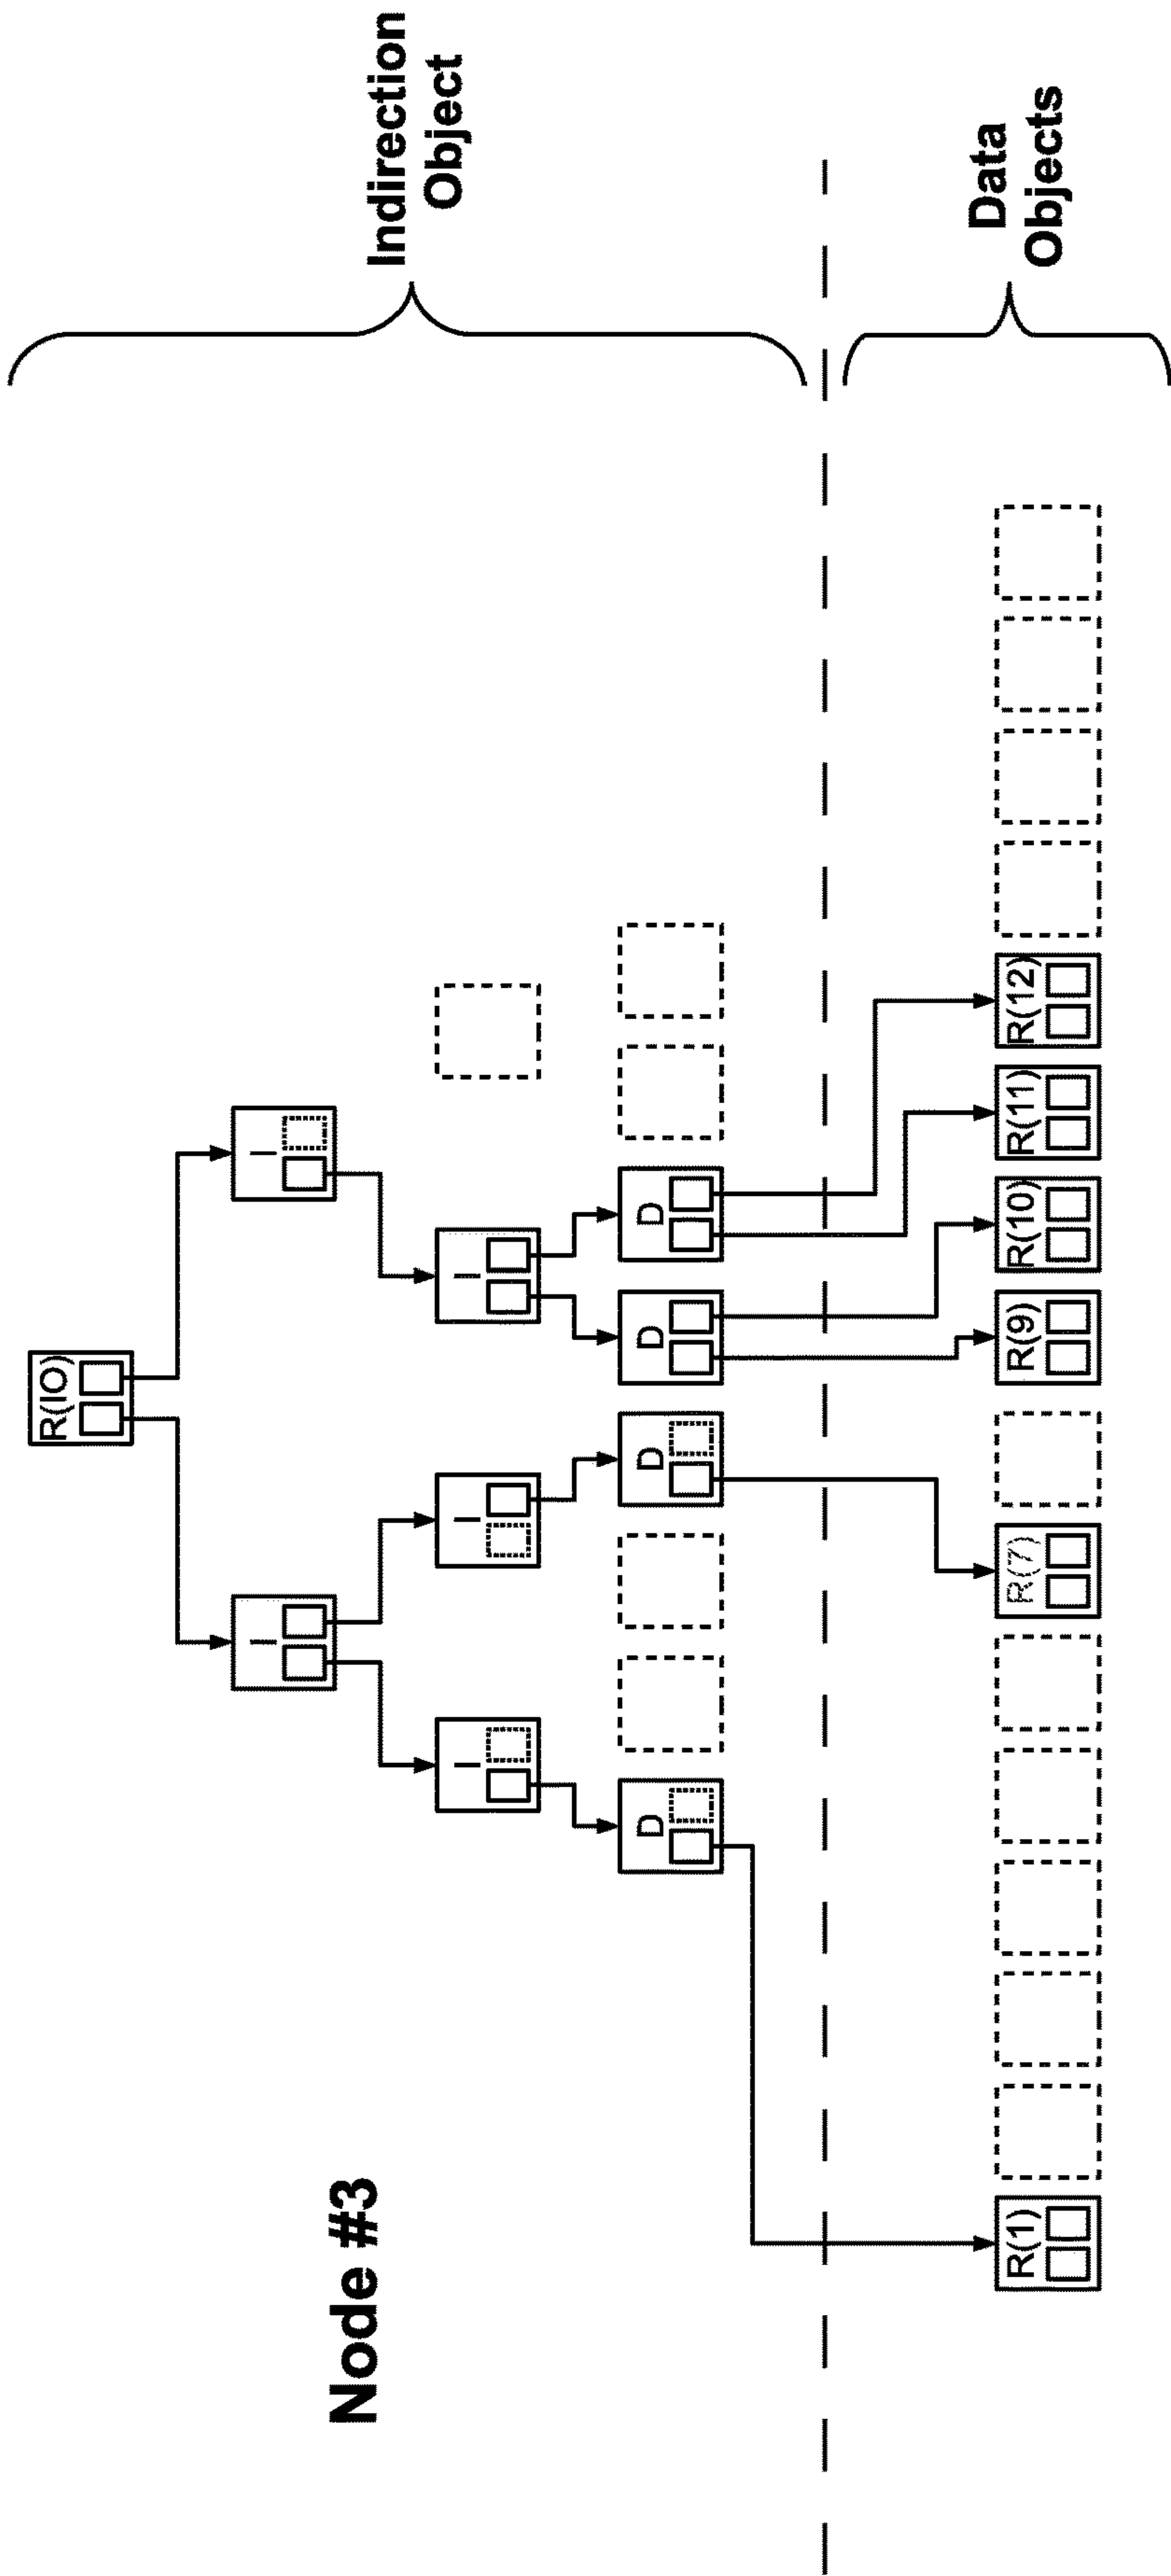 Node #3
Indirection
Object
R(IO)
I
I
I
I
I
D
D
D
D
Data
Objects
R(1)
R(7)
R(9)
R(10)
R(11)
R(12)